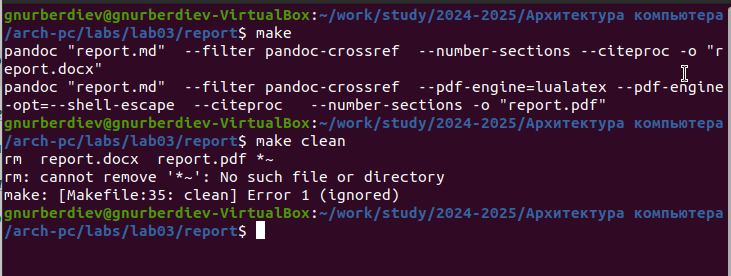 gnurberdiev@gnurberdiev-VirtualBox:~/work/study/2024-2025/Архитектура компьютера
/arch-pc/labs/lab03/report$ make
pandoc "report.md"  --filter pandoc-crossref  --number-sections --citeproc -o "r
eport.docx"
pandoc "report.md"  --filter pandoc-crossref  --pdf-engine=lualatex --pdf-engine
-opt=--shell-escape  --citeproc   --number-sections -o "report.pdf"
gnurberdiev@gnurberdiev-VirtualBox:~/work/study/2024-2025/Архитектура компьютера
/arch-pc/labs/lab03/report$ make clean
rm  report.docx  report.pdf *~
rm: cannot remove '*~': No such file or directory
make: [Makefile:35: clean] Error 1 (ignored)
gnurberdiev@gnurberdiev-VirtualBox:~/work/study/2024-2025/Архитектура компьютера
/arch-pc/labs/lab03/report$